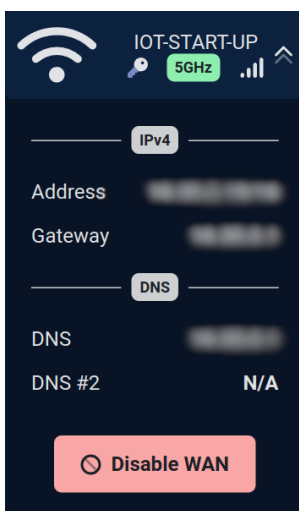 IOT-START-UP
5GHz
IPv4
Address
Gateway
DNS
DNS
DNS #2 N/A
Disable WAN